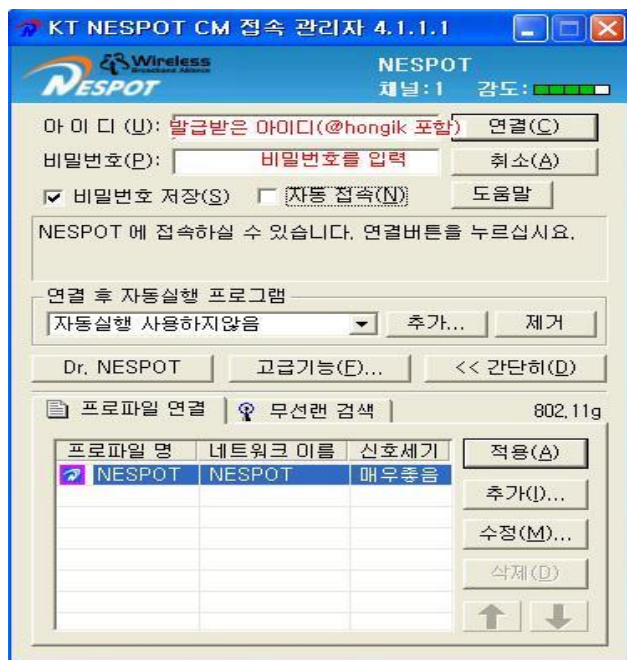 KT NESPOT CM 접속 관리자 4.1.1.1
Wireless
Broadband Alliance
NESPOT
NESPOT
채널:1 감도:
아 이 디 (U): 발급받은 아이디(@hongik 포함) 연결(C)
비밀번호(P): 비밀번호를 입력 취소(A)
비밀번호 저장(S) 자동 접속(N) 도움말
NESPOT 에 접속하실 수 있습니다. 연결버튼을 누르십시요.
연결 후 자동실행 프로그램
자동실행 사용하지않음 추가... 제거
Dr. NESPOT 고급기능(F)... << 간단히(D)
프로파일 연결 무선랜 검색 802.11g
프로파일 명 네트워크 이름 신호세기 적용(A)
NESPOT NESPOT 매우좋음
추가(I)...
수정(M)...
삭제(D)